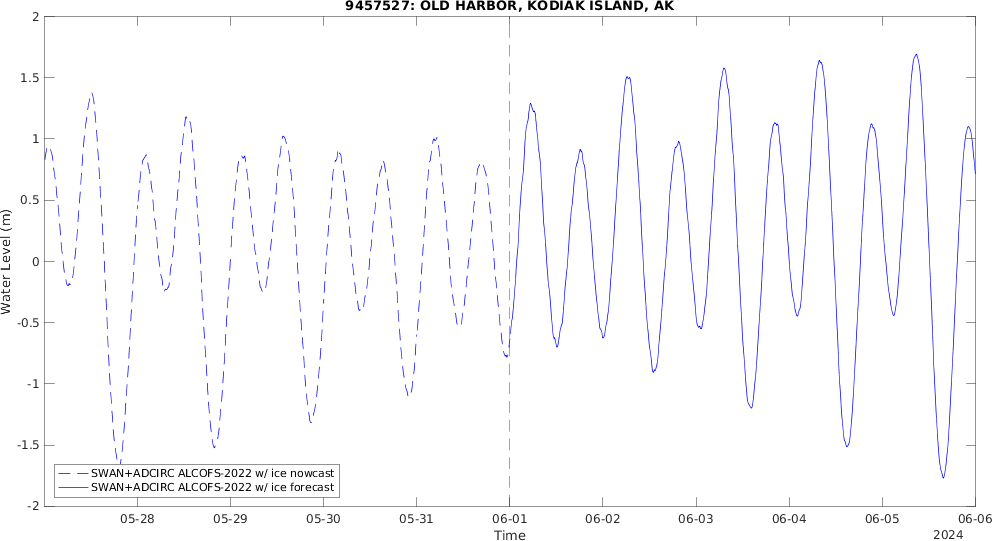 9457527: OLD HARBOR, KODIAK ISLAND, AK
2
1.5
1
0.5
0
-0.5
-1
-1.5
-2
Water Level (m)
SWAN+ADCIRC ALCOFS-2022 w/ ice nowcast
SWAN+ADCIRC ALCOFS-2022 w/ ice forecast
05-28 05-29 05-30 05-31 06-01 06-02 06-03 06-04 06-05 06-06
Time
2024